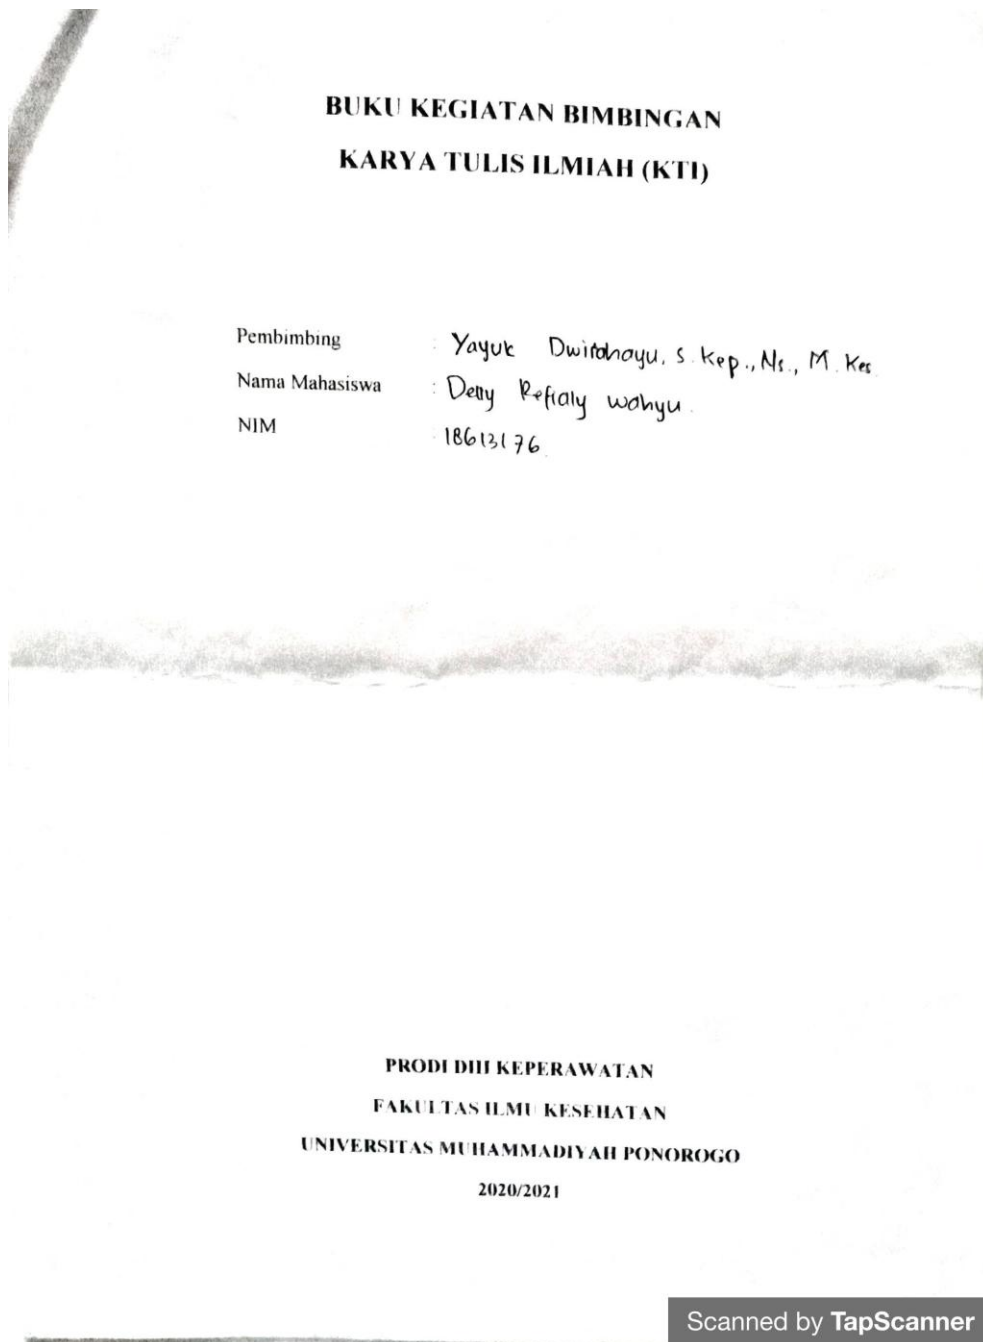 BUKU KEGIATAN BIMBINGAN
KARYA TULIS ILMIAH (KTI)
Pembimbing : Yayuk Dwirahayu, S.Kep., Ns., M.Kes
Nama Mahasiswa : Delly Refialy wahyu
NIM : 18613176
PRODI DIII KEPERAWATAN
FAKULTAS ILMU KESEHATAN
UNIVERSITAS MUHAMMADIYAH PONOROGO
2020/2021
Scanned by TapScanner